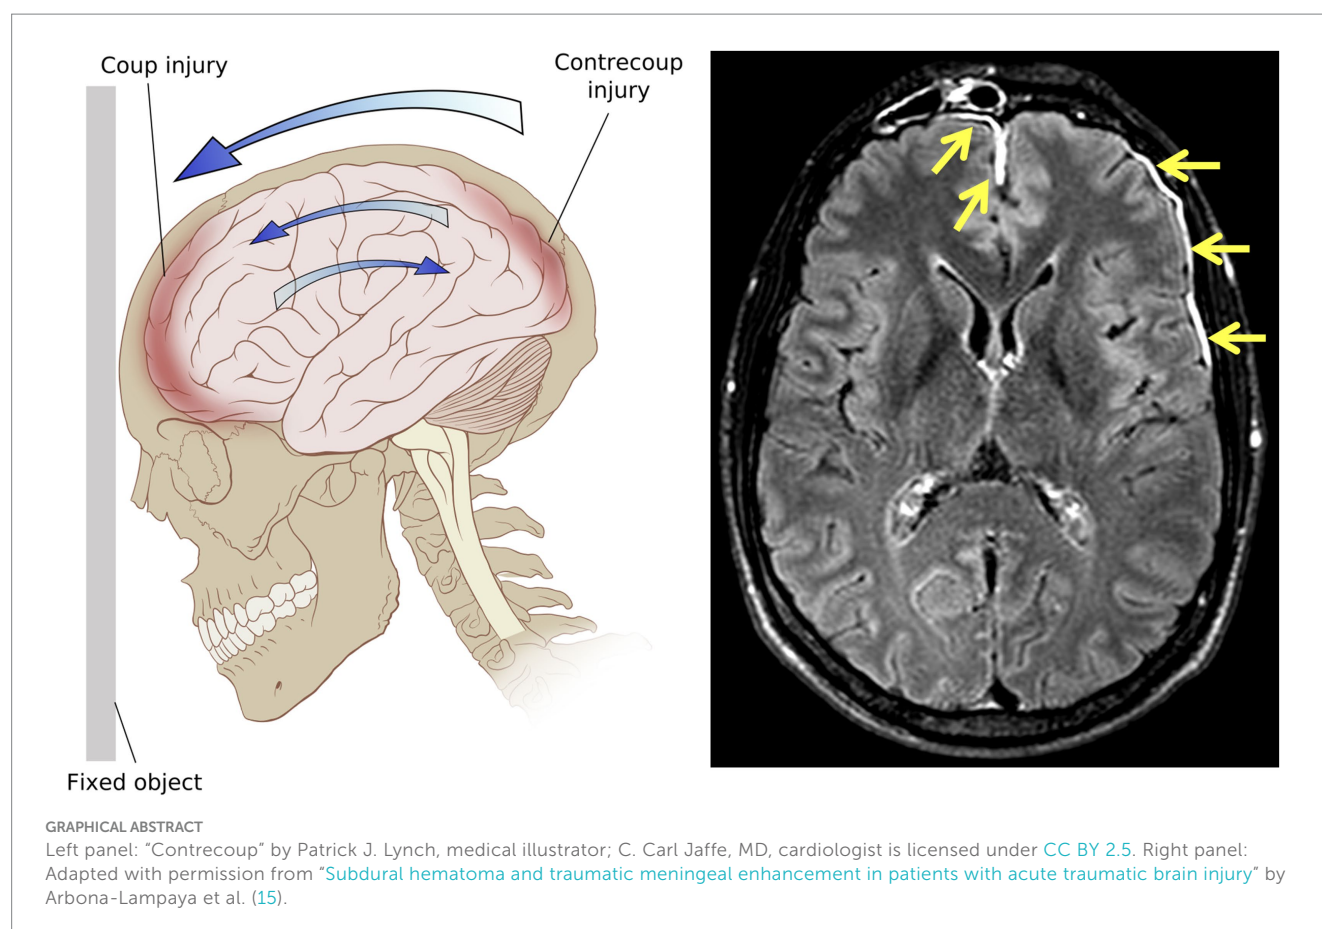 Coup injury
Contrecoup
injury
Fixed object
GRAPHICAL ABSTRACT
Left panel: “Contrecoup” by Patrick J. Lynch, medical illustrator; C. Carl Jaffe, MD, cardiologist is licensed under CC BY 2.5. Right panel:
Adapted with permission from “Subdural hematoma and traumatic meningeal enhancement in patients with acute traumatic brain injury” by
Arbona-Lampaya et al. (15).